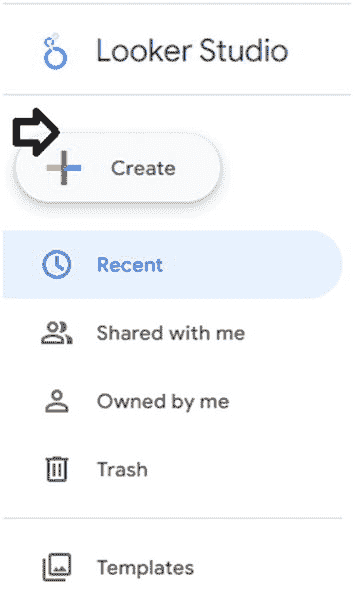 Looker Studio
Create
Recent
Shared with me
Owned by me
Trash
Templates